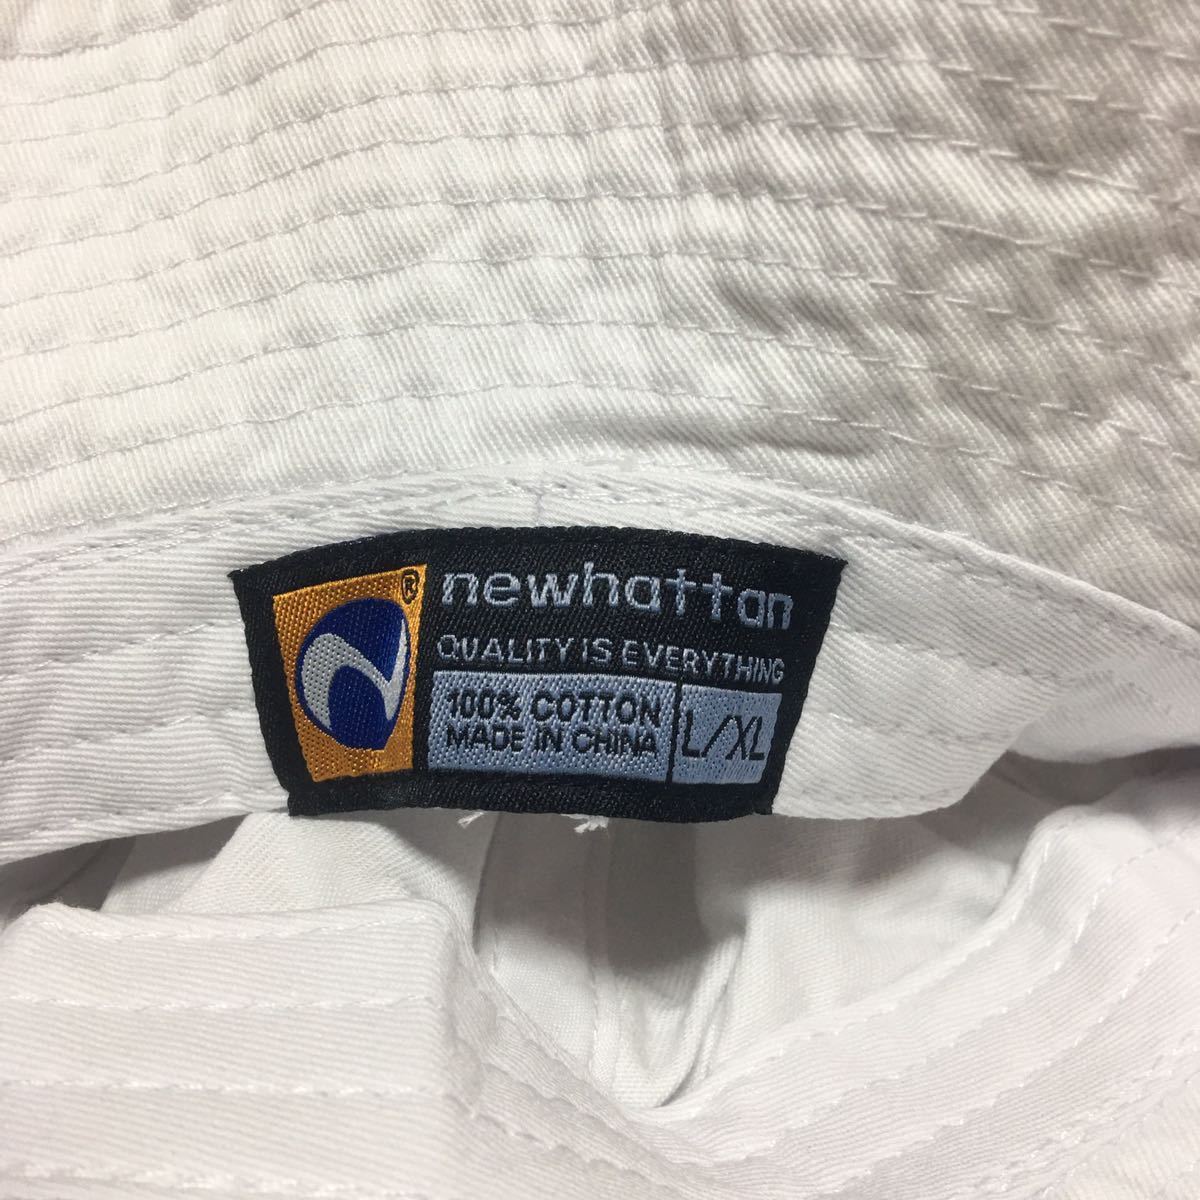 newhattan
®
QUALITY IS EVERYTHING
100% COTTON
MADE IN CHINA
L/XL